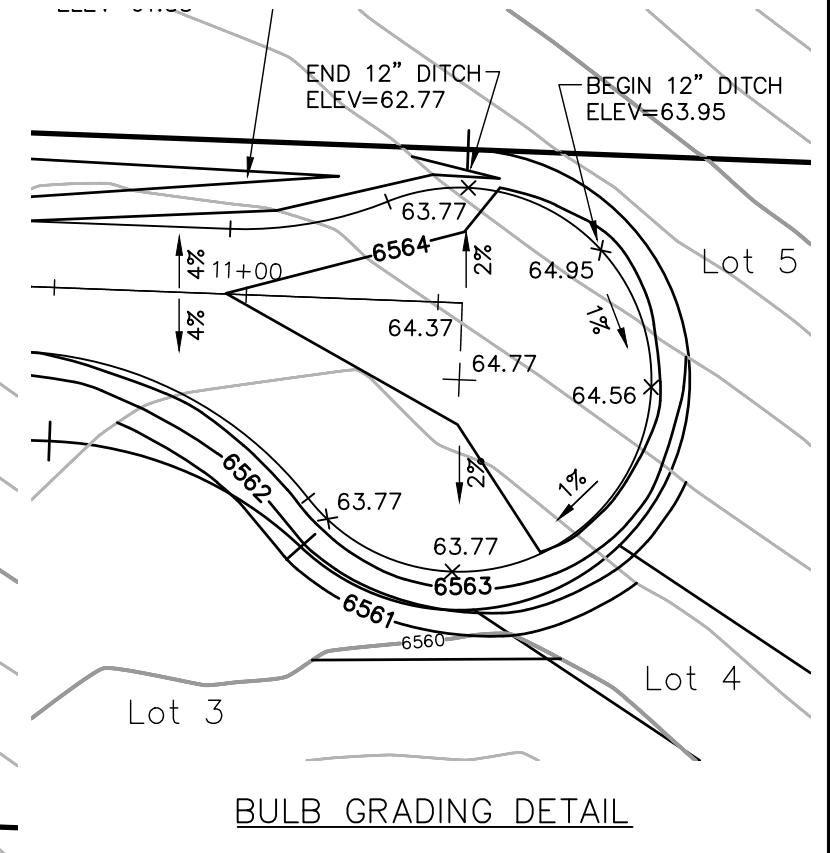 END 12" DITCH
ELEV=62.77
BEGIN 12" DITCH
ELEV=63.95
63.77
6564
2%
64.95
Lot 5
4%
11+00
4%
64.37
1%
64.77
64.56
6562
63.77
2%
1%
63.77
6563
6561
6560
Lot 4
Lot 3
BULB GRADING DETAIL